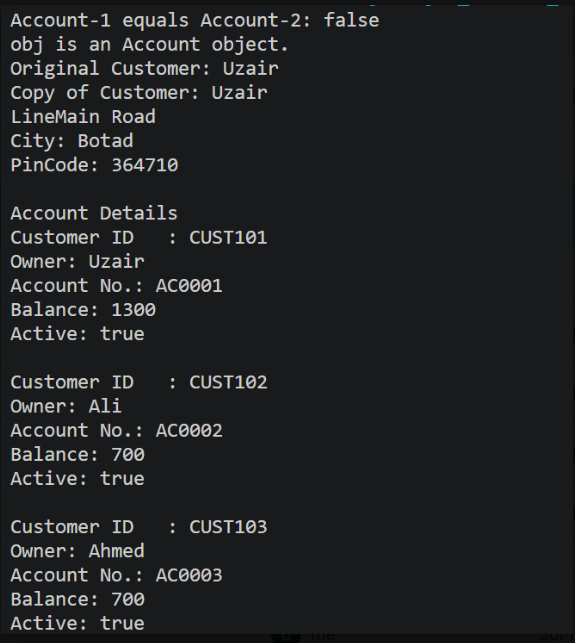 Account-1 equals Account-2: false
obj is an Account object.
Original Customer: Uzair
Copy of Customer: Uzair
LineMain Road
City: Botad
PinCode: 364710

Account Details
Customer ID   : CUST101
Owner: Uzair
Account No.: AC0001
Balance: 1300
Active: true

Customer ID   : CUST102
Owner: Ali
Account No.: AC0002
Balance: 700
Active: true

Customer ID   : CUST103
Owner: Ahmed
Account No.: AC0003
Balance: 700
Active: true